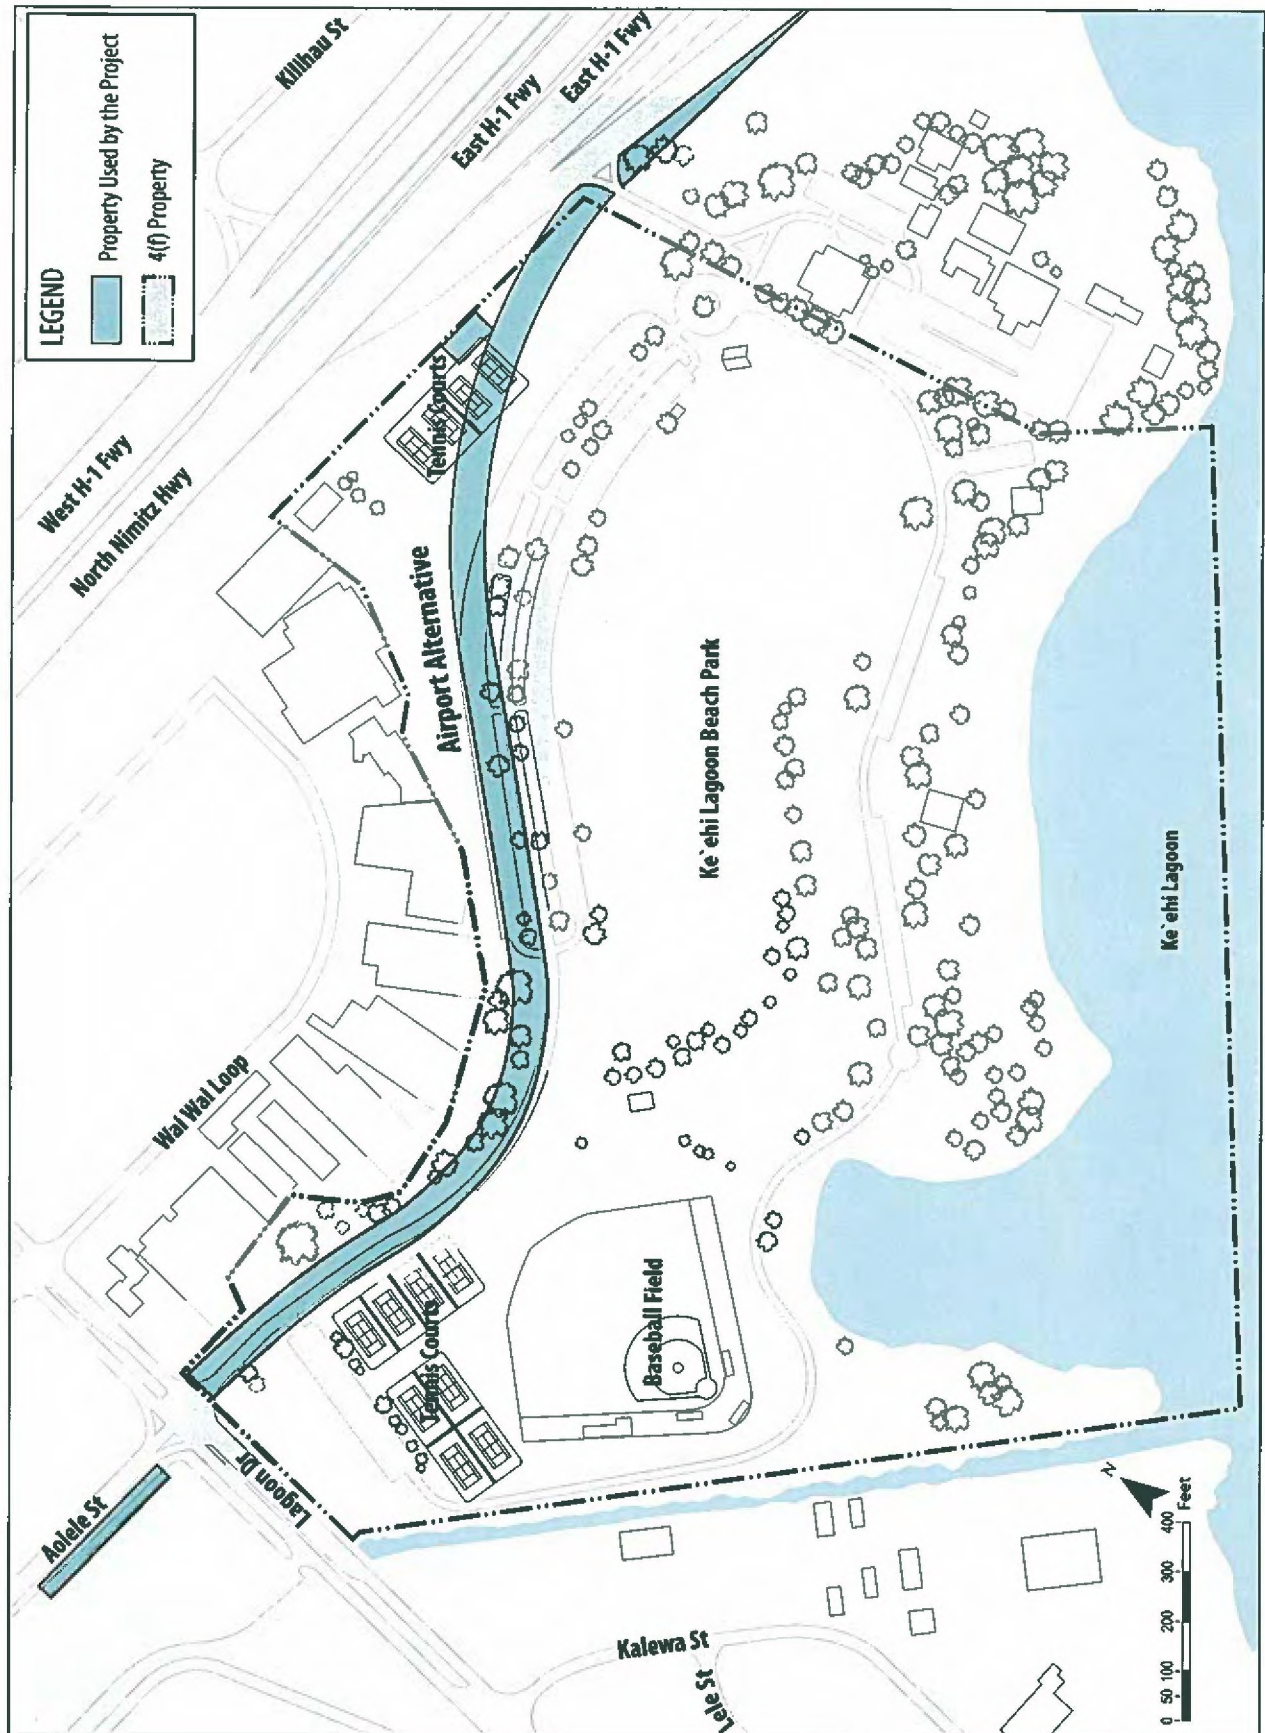 LEGEND
Property Used by the Project
4(f) Property
Kilihau St
East H-1 Fwy
East H-1 Fwy
West H-1 Fwy
North Nimitz Hwy
Tennis Courts
Airport Alternative
Ke`ehi Lagoon Beach Park
Wai Wai Loop
Ke`ehi Lagoon
Tennis Courts
Baseball Field
Lagoon Dr
Aolele St
Kalewa St
Lele St
N
0 50 100 200 300 400
Feet